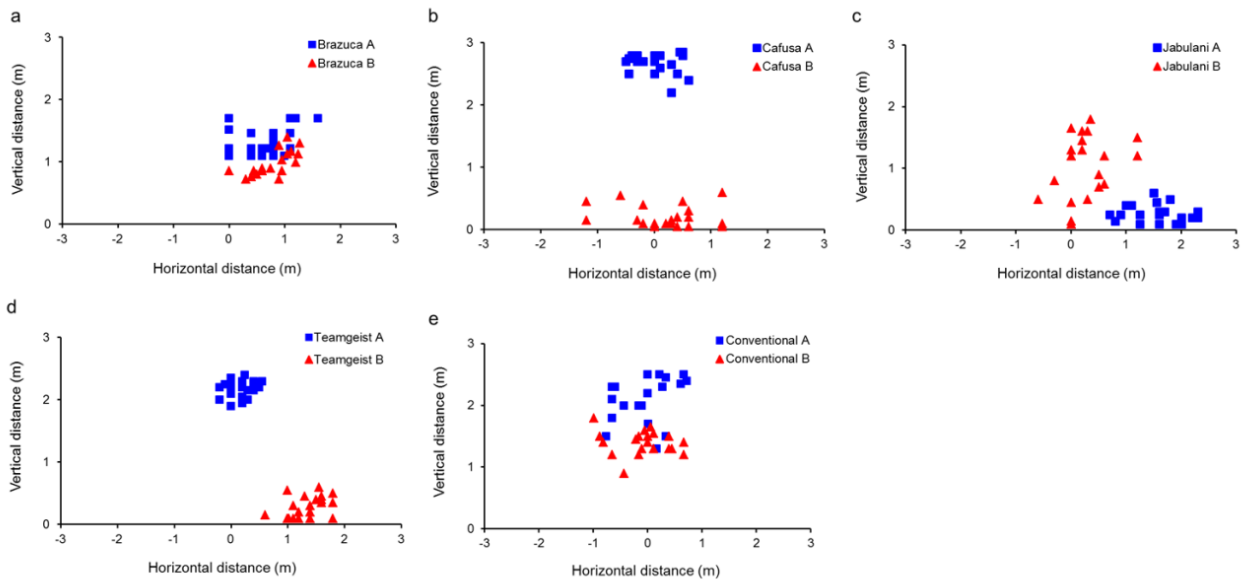 a
Brazuca A
Brazuca B
Vertical distance (m)
3
2
1
0
-3 -2 -1 0 1 2 3
Horizontal distance (m)
b
Cafusa A
Cafusa B
Vertical distance (m)
3
2
1
0
-3 -2 -1 0 1 2 3
Horizontal distance (m)
c
Jabulani A
Jabulani B
Vertical distance (m)
3
2
1
0
-3 -2 -1 0 1 2 3
Horizontal distance (m)
d
Teamgeist A
Teamgeist B
Vertical distance (m)
3
2
1
0
-3 -2 -1 0 1 2 3
Horizontal distance (m)
e
Conventional A
Conventional B
Vertical distance (m)
3
2
1
0
-3 -2 -1 0 1 2 3
Horizontal distance (m)